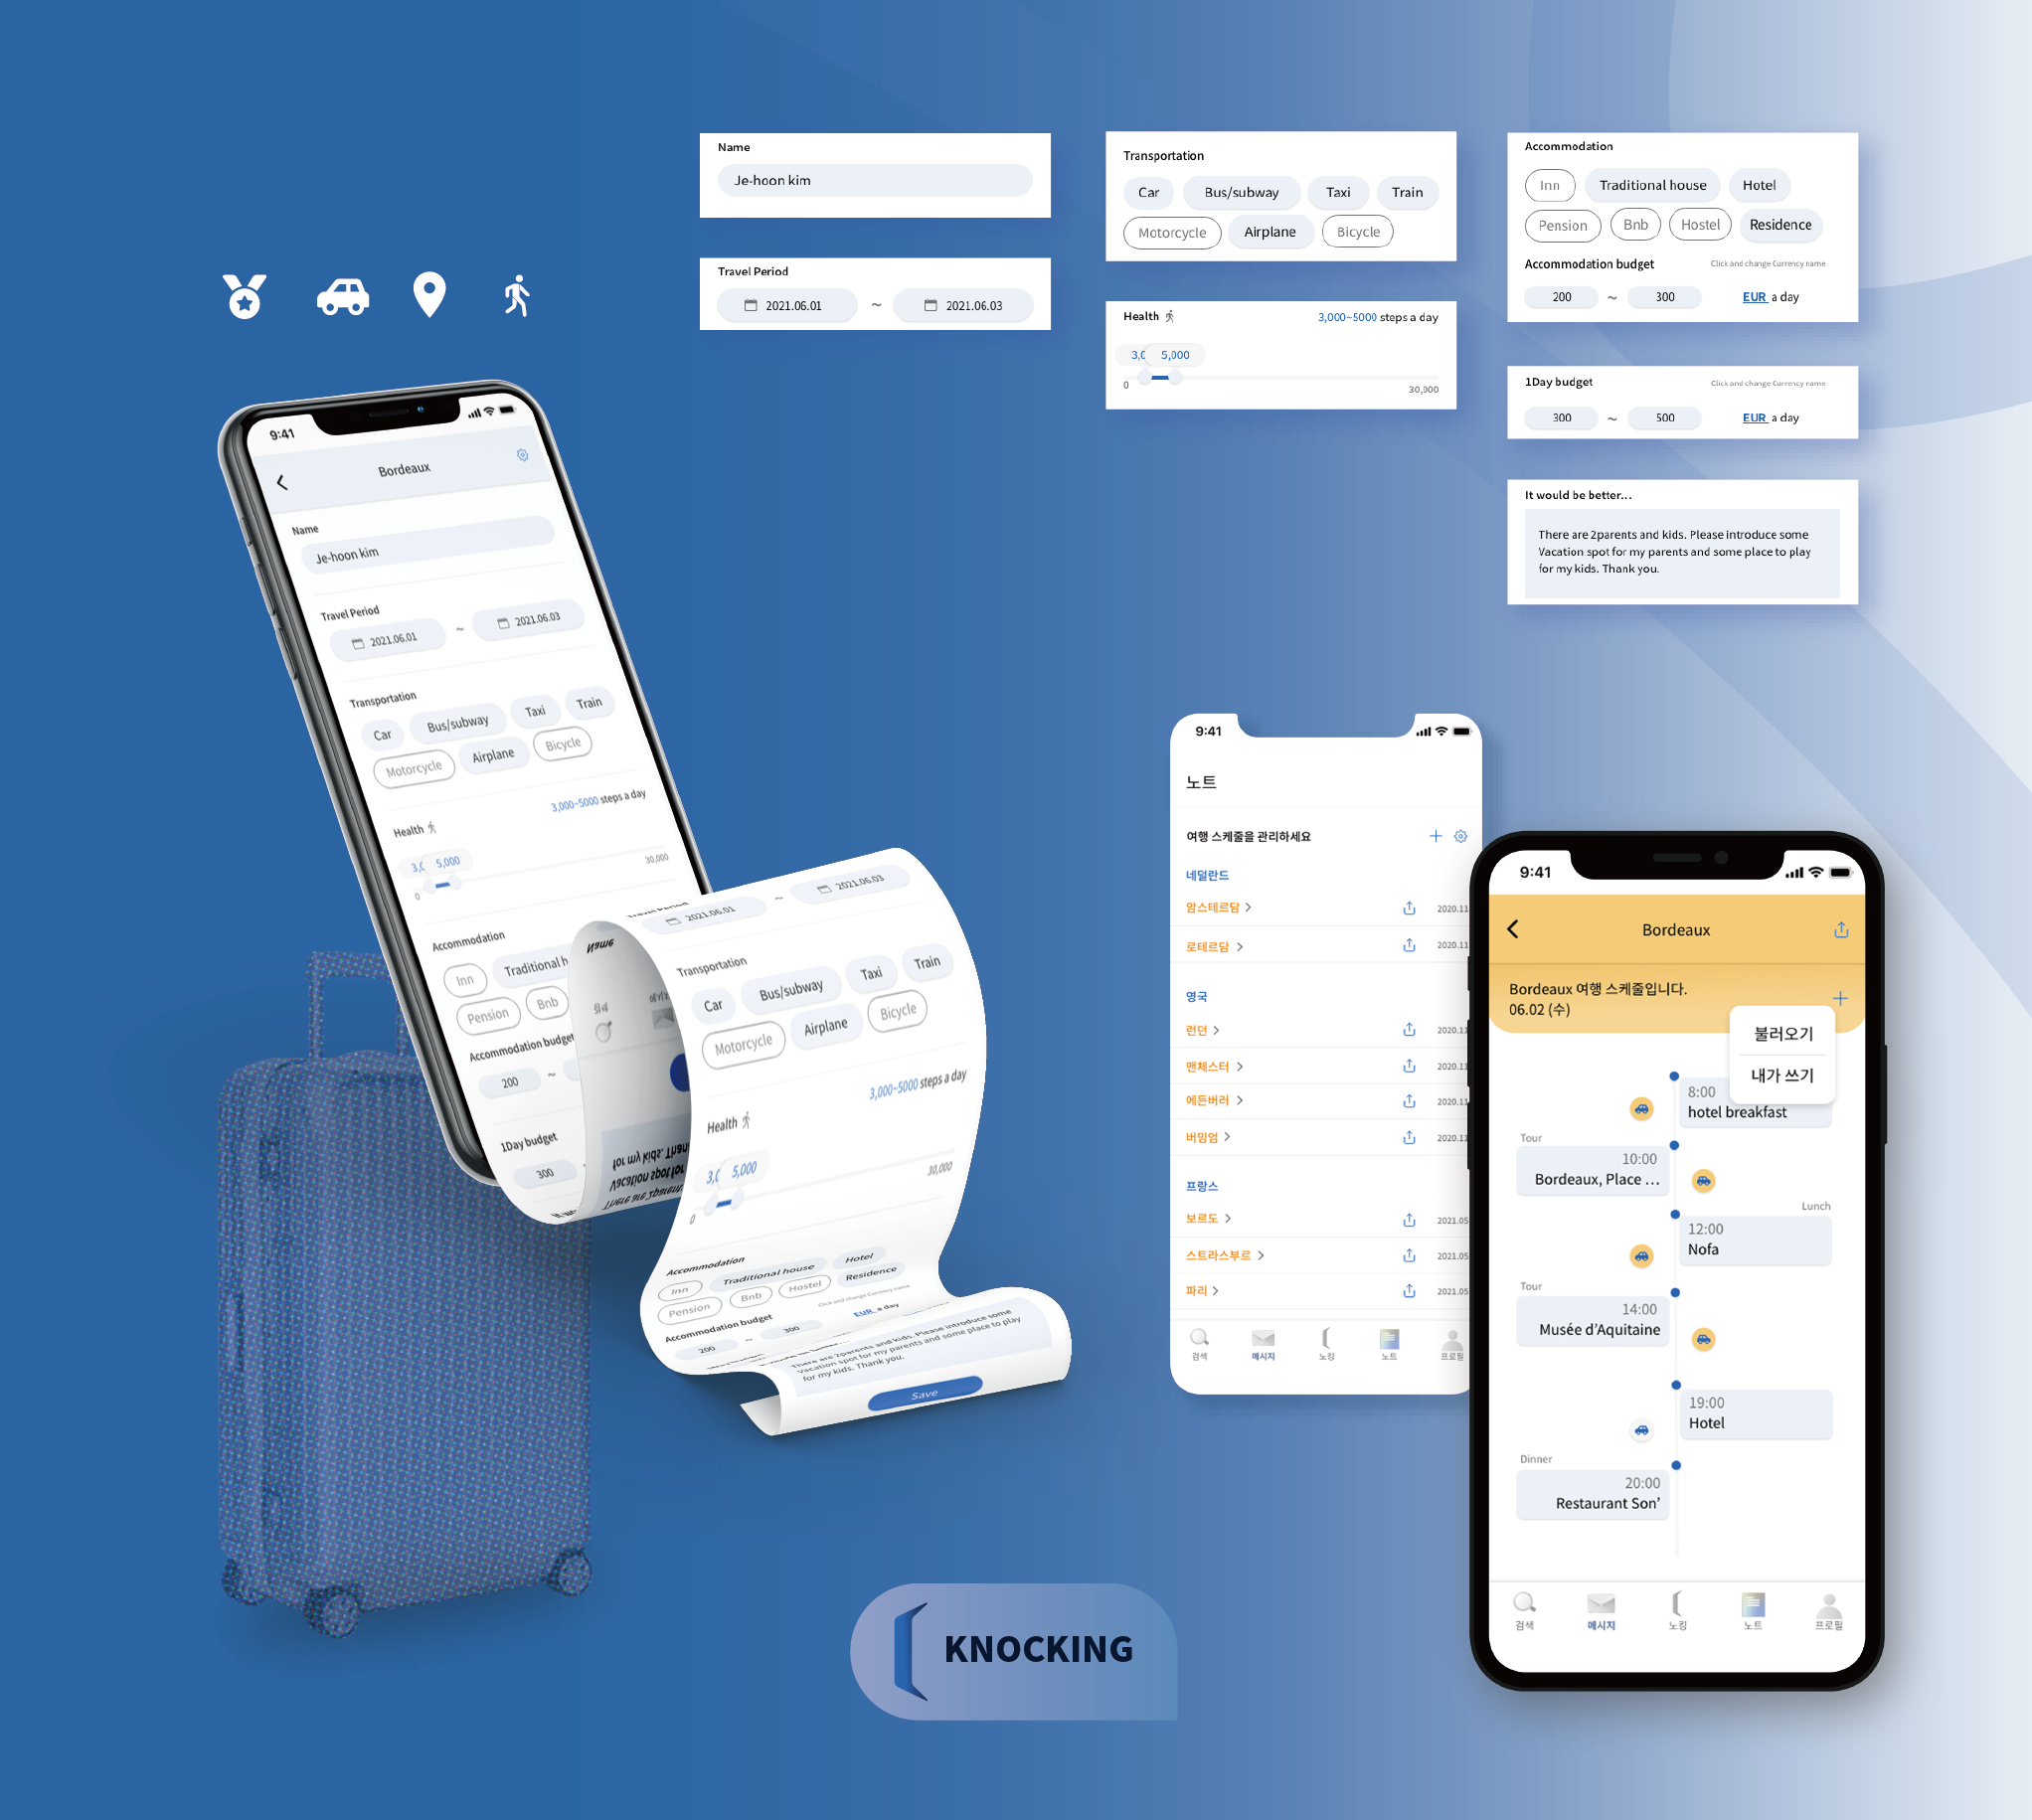 Name
Je-hoon kim
Travel Period
2021.06.01 ~ 2021.06.03
Transportation
Car Bus/subway Taxi Train
Motorcycle Airplane Bicycle
Health 3,000~5000 steps a day
5,000
0 30,000
Accommodation
Inn Traditional house Hotel
Pension Bnb Hostel Residence
Accommodation budget Click and change Currency name
200 ~ 300 EUR a day
1Day budget Click and change Currency name
300 ~ 500 EUR a day
It would be better...
There are 2parents and kids. Please introduce some
Vacation spot for my parents and some place to play
for my kids. Thank you.
9:41
Bordeaux
Name
Je-hoon kim
Travel Period
2021.06.01 ~ 2021.06.03
Transportation
Car Bus/subway Taxi Train
Motorcycle Airplane Bicycle
3,000~5000 steps a day
Health
5,000
0 30,000
Accommodation
Inn Traditional h
Pension Bnb
Accommodation budget
200 ~
1Day budget
300
Name
for my kids. Than
Vacation spot for
There are 2parent
Travel Period
2021.06.01 ~ 2021.06.03
Transportation
Car Bus/subway Taxi Train
Motorcycle Airplane Bicycle
3,000~5000 steps a day
Health
5,000
0 30,000
Accommodation
Inn Traditional house Hotel
Pension Bnb Hostel Residence
Click and change Currency name
Accommodation budget
200 ~ 300 EUR a day
There are 2parents and kids. Please introduce some
Vacation spot for my parents and some place to play
for my kids. Thank you.
Save
9:41
노트
여행 스케줄을 관리하세요
네덜란드
암스테르담 2020.11
로테르담 2020.11
영국
런던 2020.11
맨체스터 2020.11
에든버러 2020.11
버밍엄 2020.11
프랑스
보르도 2021.05
스트라스부르 2021.05
파리 2021.05
검색 메시지 노킹 노트 프로필
9:41
Bordeaux
Bordeaux 여행 스케줄입니다.
06.02 (수)
불러오기
내가 쓰기
8:00
hotel breakfast
Tour
10:00
Bordeaux, Place ...
Lunch
12:00
Nofa
Tour
14:00
Musée d’Aquitaine
19:00
Hotel
Dinner
20:00
Restaurant Son’
검색 메시지 노킹 노트 프로필
KNOCKING